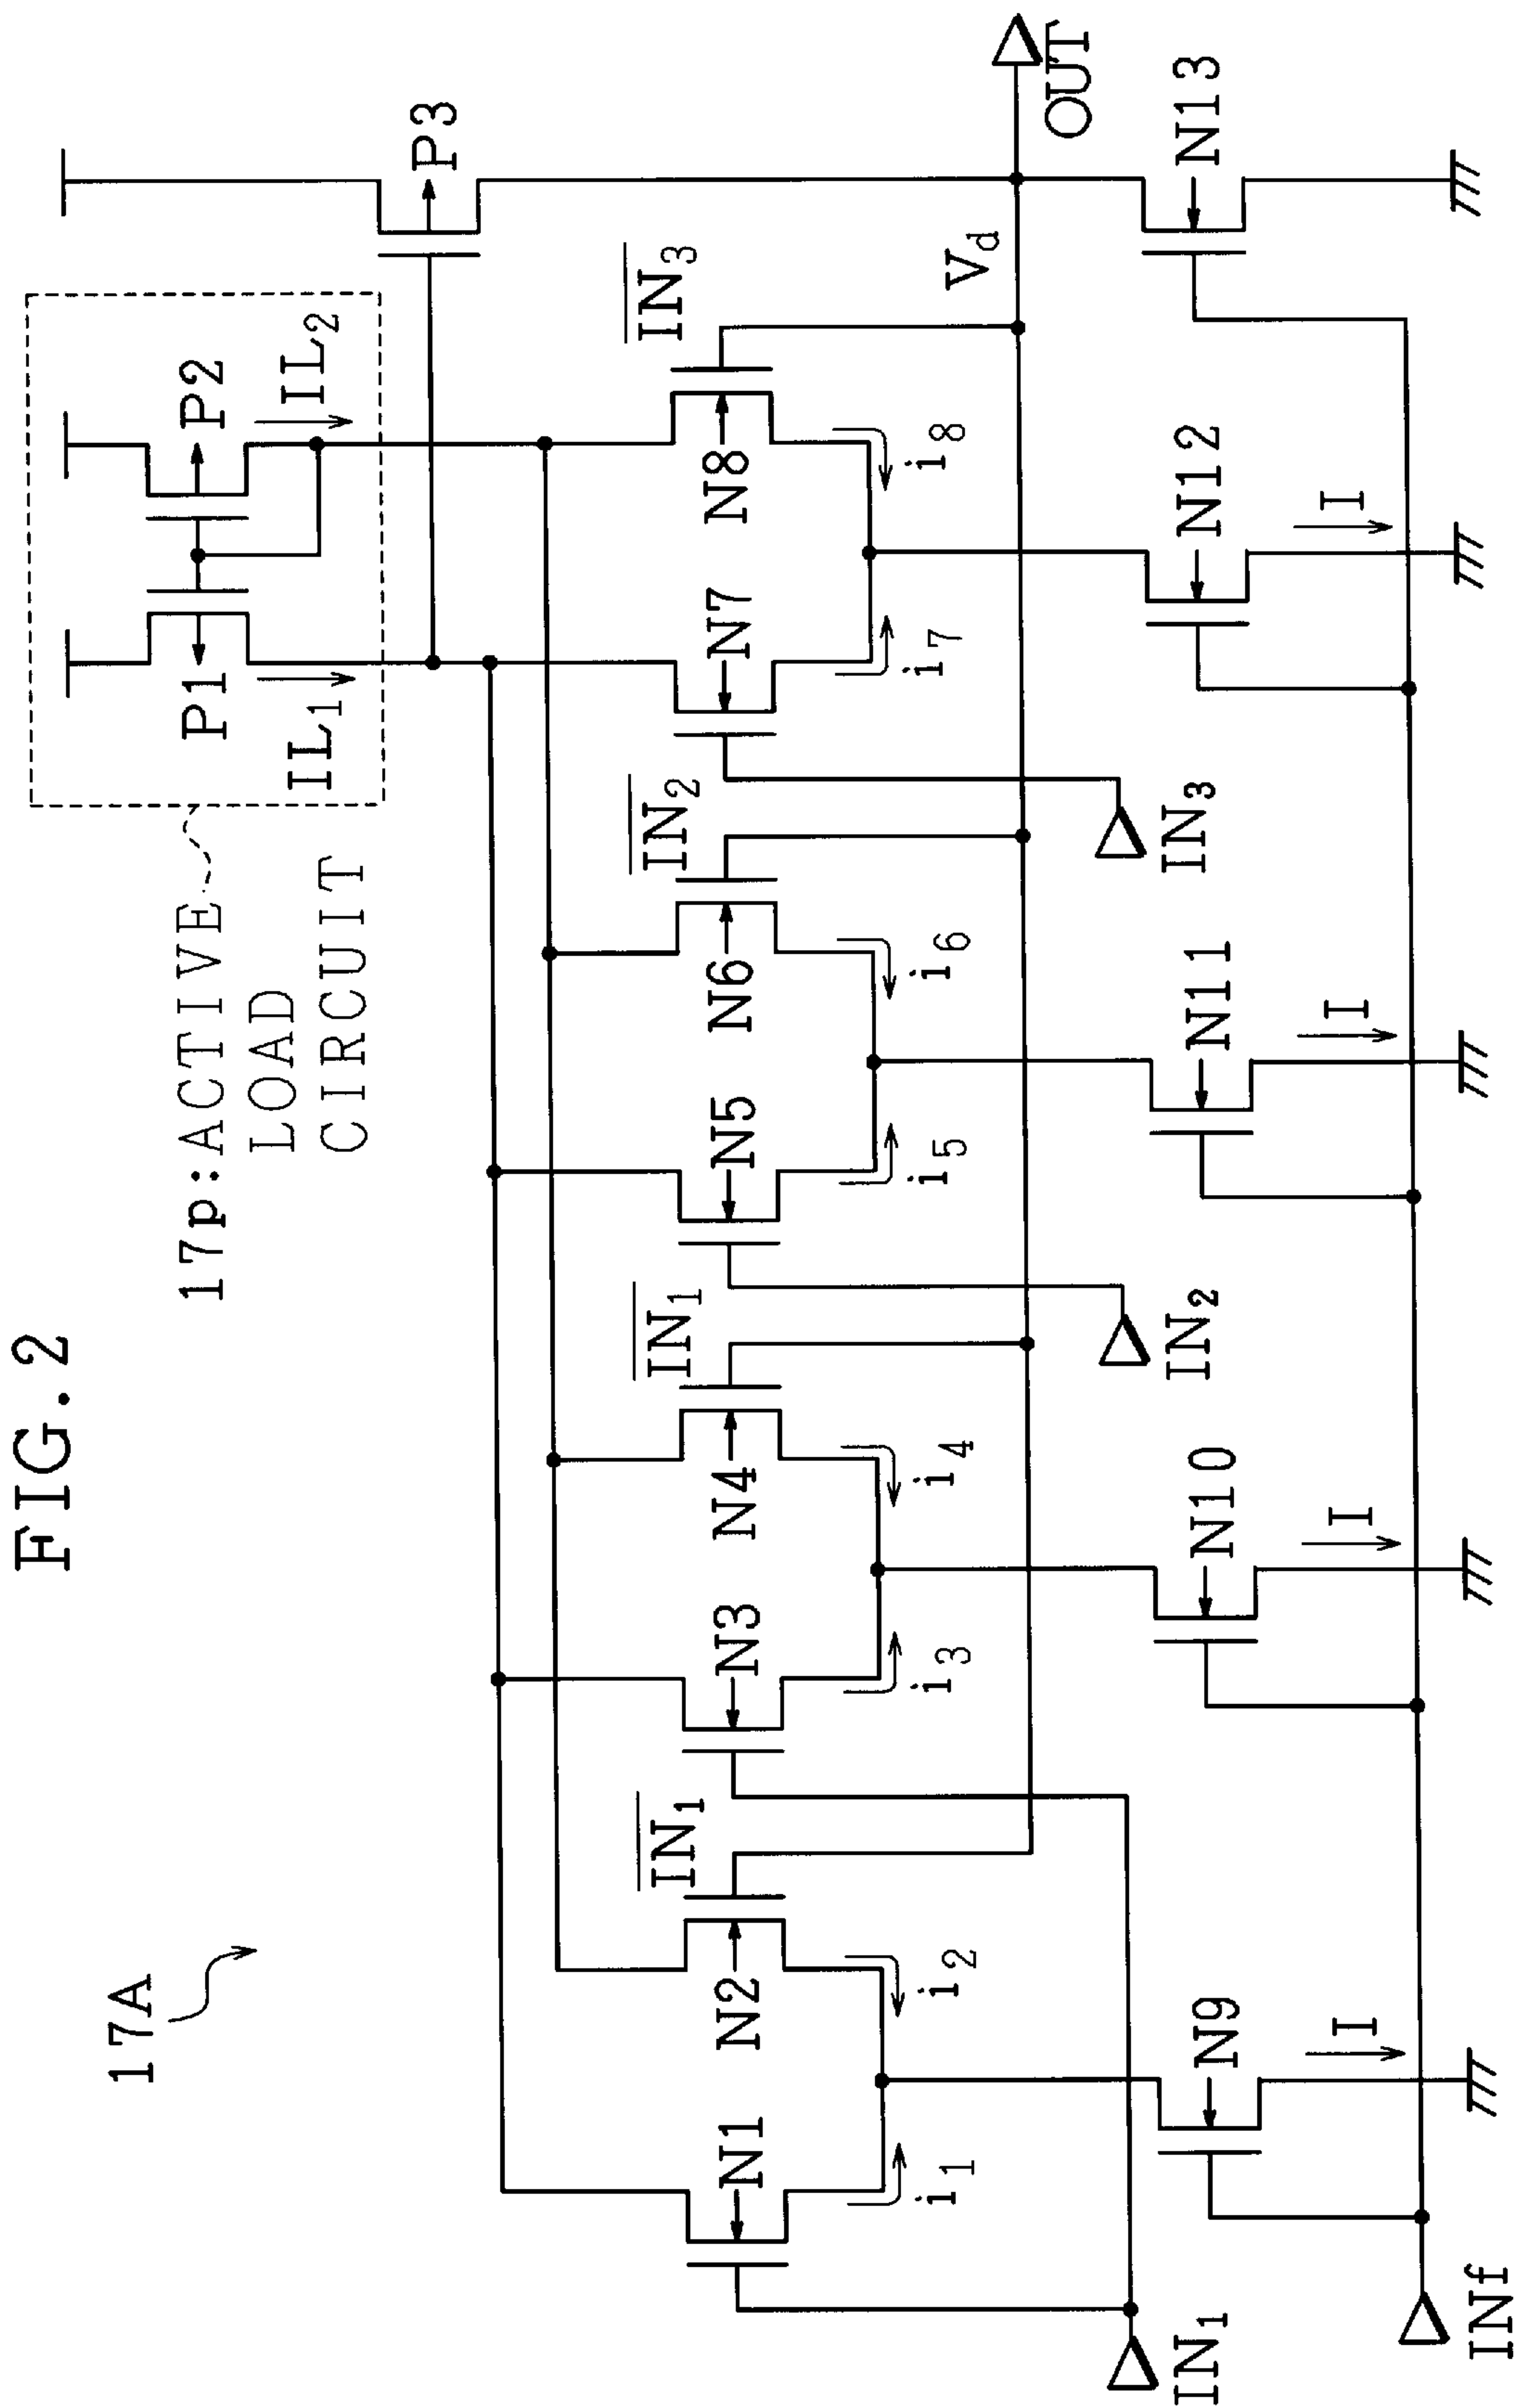 FIG.2
17A
17p:ACTIVE
LOAD
CIRCUIT
P1
P2
P3
IL1
IL2
IN1
IN1
IN2
IN3
N1
N2
N3
N4
N5
N6
N7
N8
Vd
OUT
i1
i2
i3
i4
i5
i6
i7
i8
IN1
IN2
IN3
N9
N10
N11
N12
N13
I
I
I
I
INf